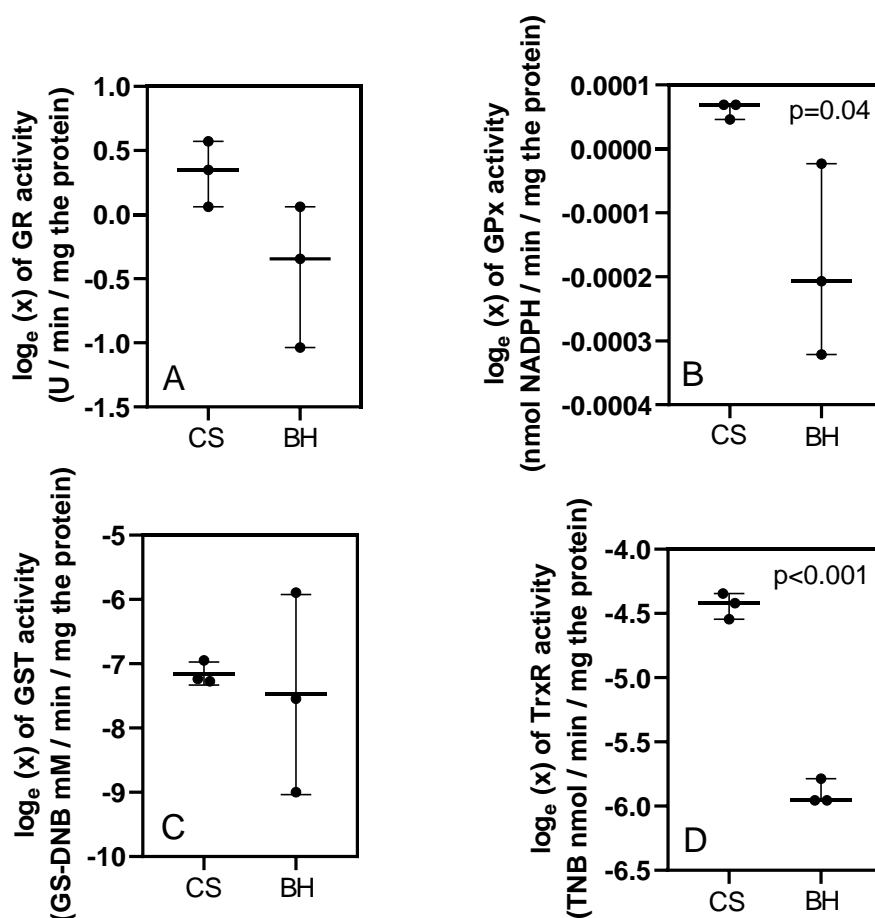 log_e (x) of GR activity
(U / min / mg the protein)
1.0
0.5
0.0
-0.5
-1.0
-1.5
A
CS
BH
log_e (x) of GPx activity
(nmol NADPH / min / mg the protein)
0.0001
0.0000
-0.0001
-0.0002
-0.0003
-0.0004
p=0.04
B
CS
BH
log_e (x) of GST activity
(GS-DNB mM / min / mg the protein)
-5
-6
-7
-8
-9
-10
C
CS
BH
log_e (x) of TrxR activity
(TNB nmol / min / mg the protein)
-4.0
-4.5
-5.0
-5.5
-6.0
-6.5
p<0.001
D
CS
BH